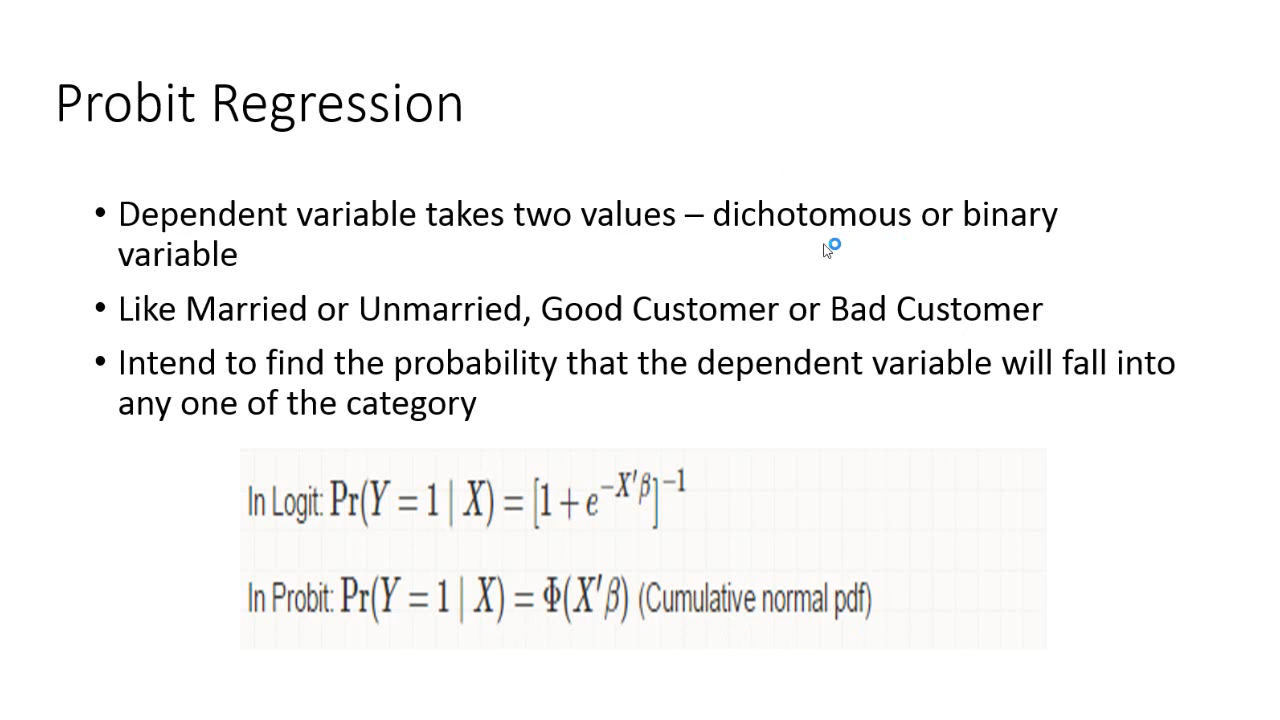 Probit Regression
• Dependent variable takes two values – dichotomous or binary
variable
• Like Married or Unmarried, Good Customer or Bad Customer
• Intend to find the probability that the dependent variable will fall into
any one of the category
In Logit: Pr(Y = 1 | X) = [1 + e^{−X′β}]^{−1}
In Probit: Pr(Y = 1 | X) = Φ(X′β) (Cumulative normal pdf)